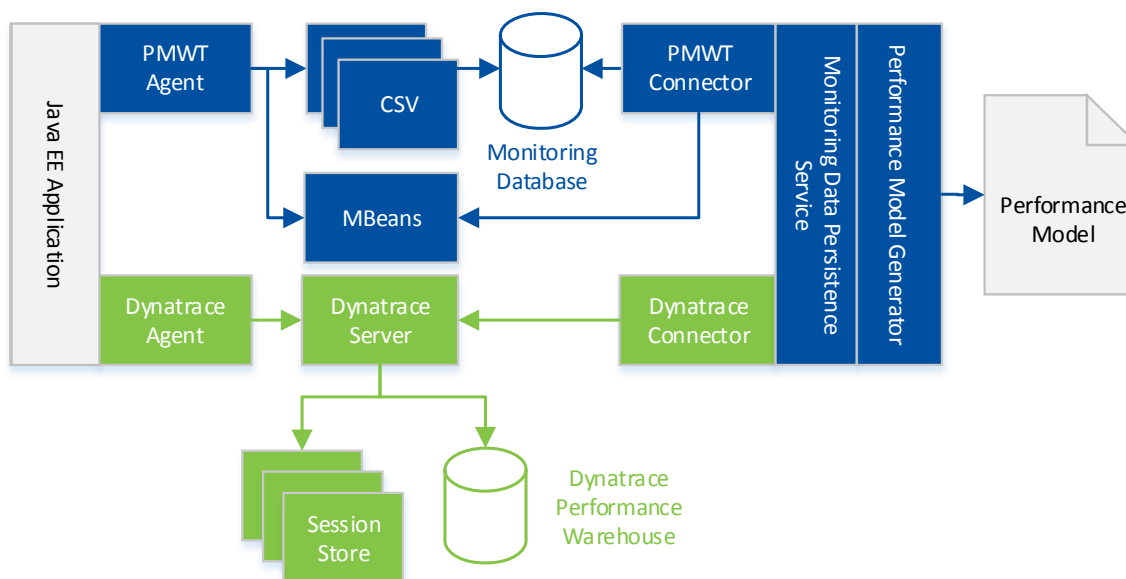 Java EE Application
PMWT
Agent
CSV
Monitoring
Database
MBeans
PMWT
Connector
Monitoring Data Persistence
Service
Performance Model Generator
Performance
Model
Dynatrace
Agent
Dynatrace
Server
Dynatrace
Connector
Session
Store
Dynatrace
Performance
Warehouse